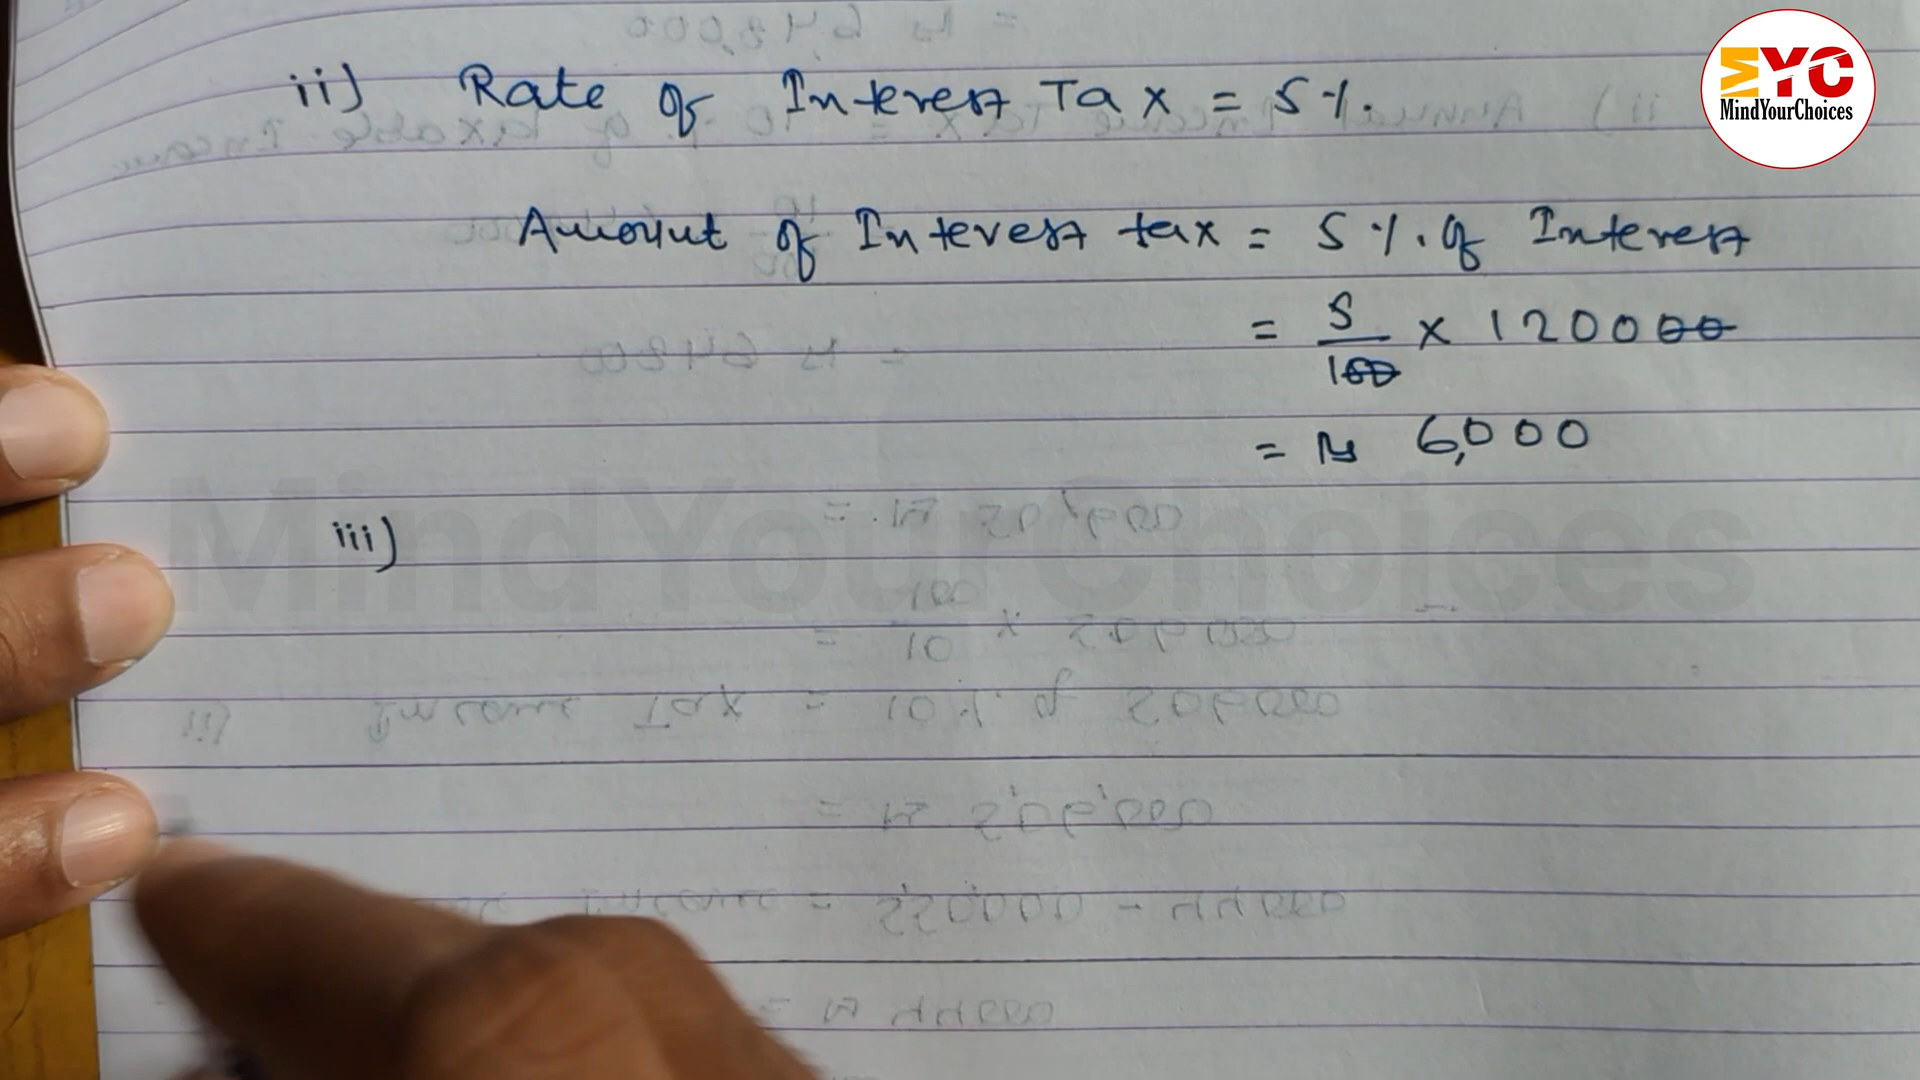 MYC
MindYourChoices
ii) Rate of Interest Tax = 5%.
Amount of Interest tax = 5%. of Interest
= 5/100 × 120000
= Rs 6,000
iii)
MindYourChoices